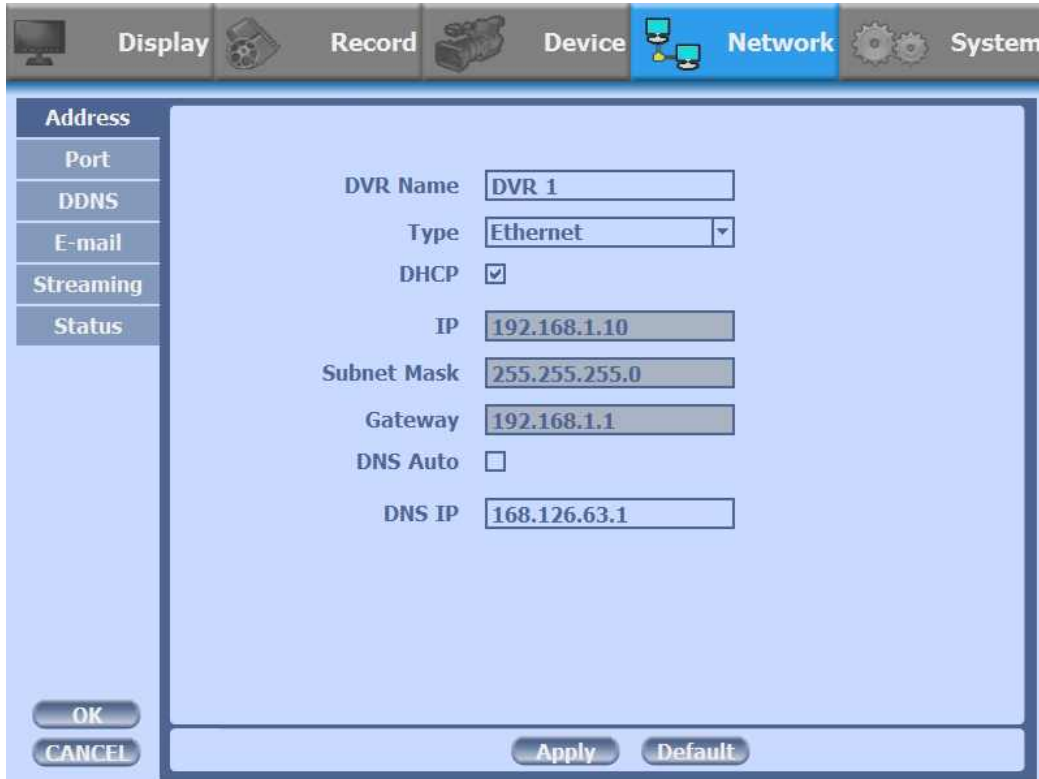 Display Record Device Network System
Address
Port
DDNS
E-mail
Streaming
Status
DVR Name DVR 1
Type Ethernet
DHCP
IP 192.168.1.10
Subnet Mask 255.255.255.0
Gateway 192.168.1.1
DNS Auto
DNS IP 168.126.63.1
OK
CANCEL
Apply Default